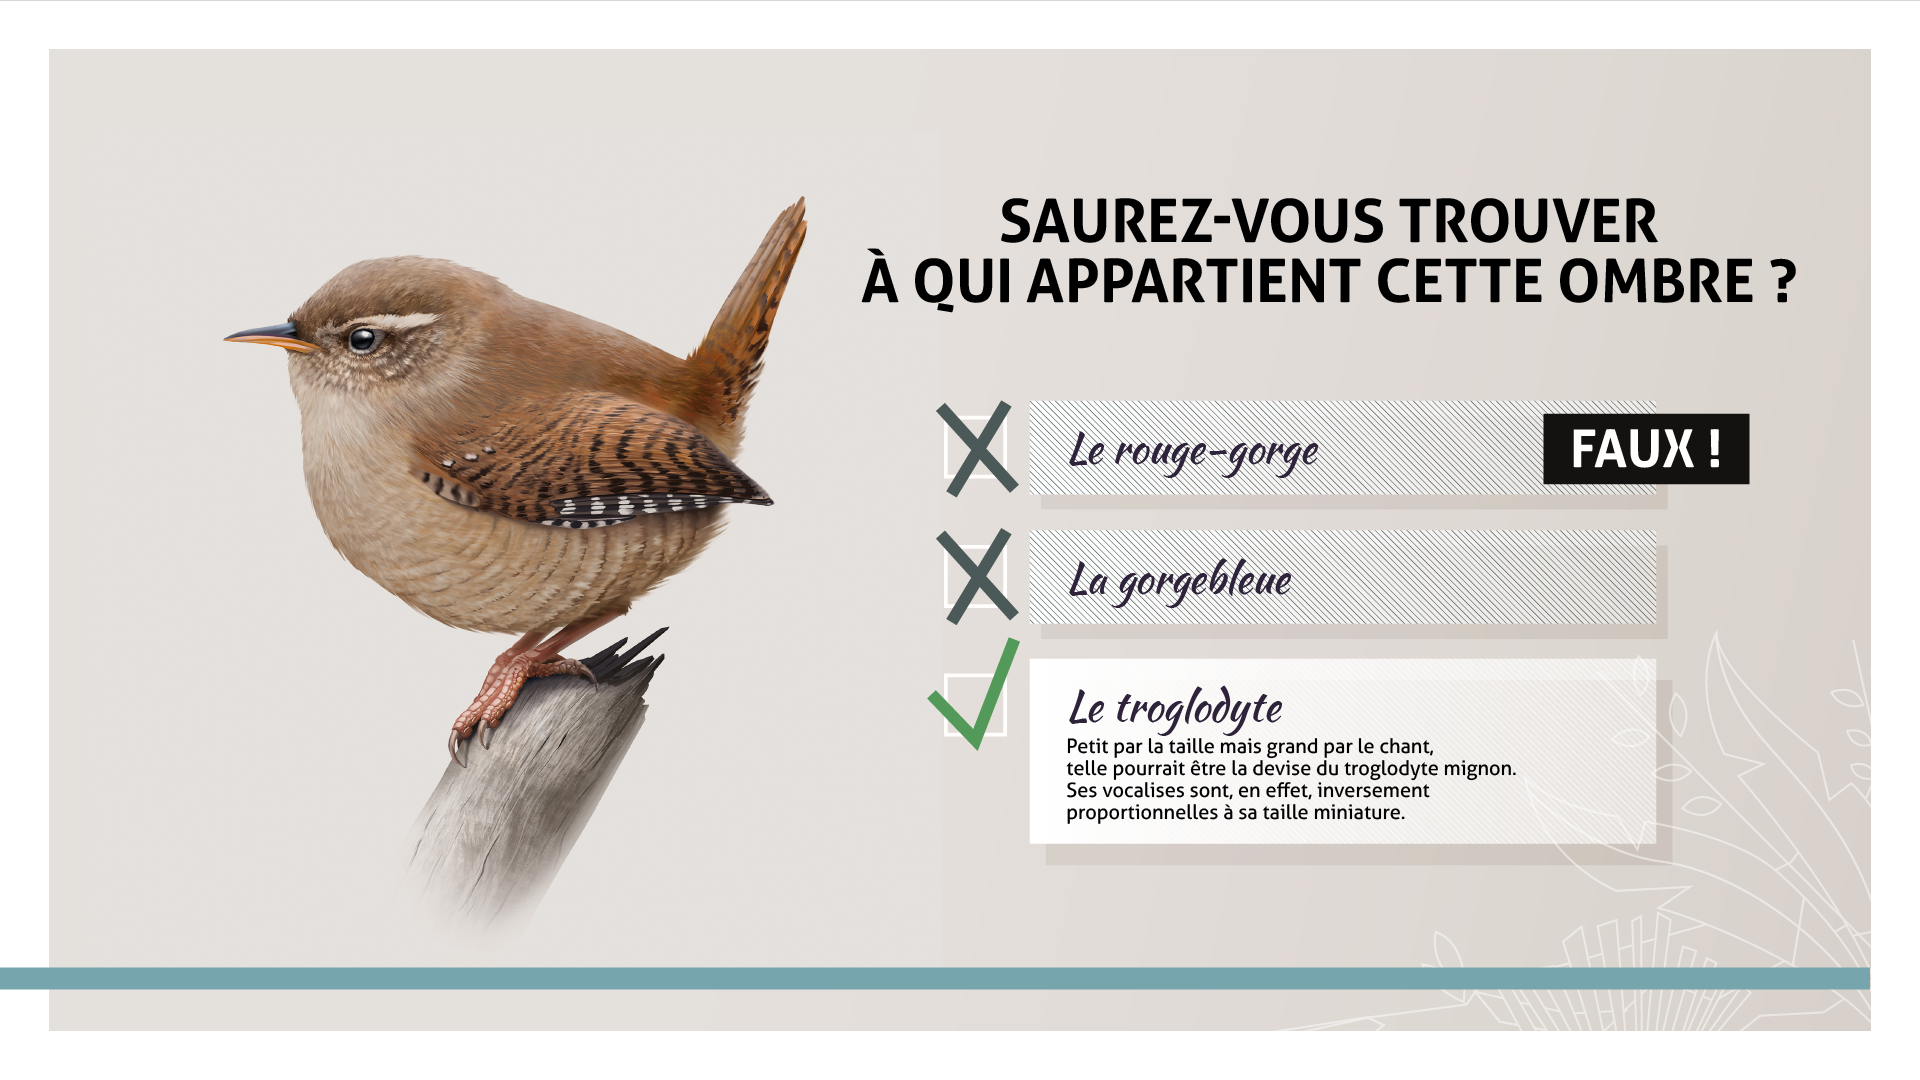 SAUREZ-VOUS TROUVER
À QUI APPARTIENT CETTE OMBRE ?
Le rouge-gorge
FAUX !
La gorgebleue
Le troglodyte
Petit par la taille mais grand par le chant,
telle pourrait être la devise du troglodyte mignon.
Ses vocalises sont, en effet, inversement
proportionnelles à sa taille miniature.